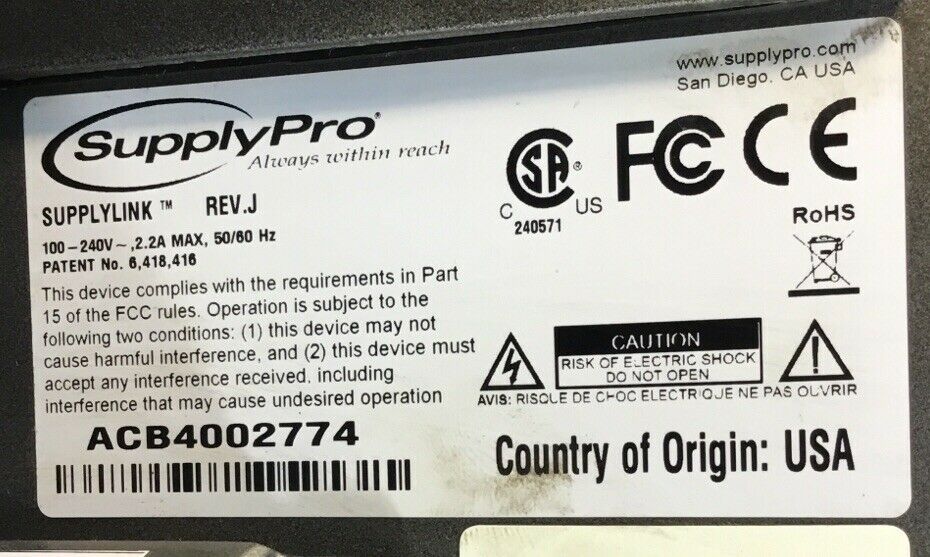 www.supplypro.com
San Diego, CA USA
SupplyPro®
Always within reach
SUPPLYLINK ™ REV.J
100-240V~,2.2A MAX, 50/60 Hz
PATENT No. 6,418,416
This device complies with the requirements in Part
15 of the FCC rules. Operation is subject to the
following two conditions: (1) this device may not
cause harmful interference, and (2) this device must
accept any interference received, including
interference that may cause undesired operation
ACB4002774
C SA ® US
240571
FC CE
RoHS
CAUTION
RISK OF ELECTRIC SHOCK
DO NOT OPEN
AVIS: RISQUE DE CHOC ELECTRIQUE NE PAS OUVRIR
Country of Origin: USA